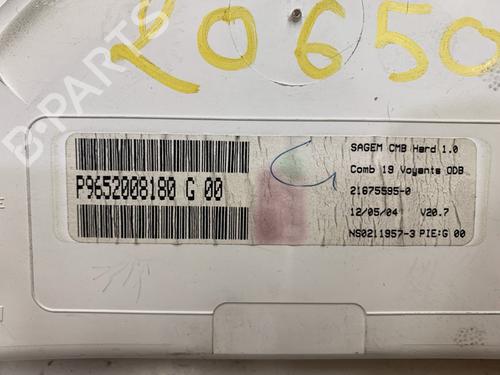 20650
B-PARTS
SAGEM CMB Hard 1.0
Comb 19 Voyants ODB
P9652008180 G 00
21675595-0
12/05/04 V20.7
NS0211957-3 PIE:G 00